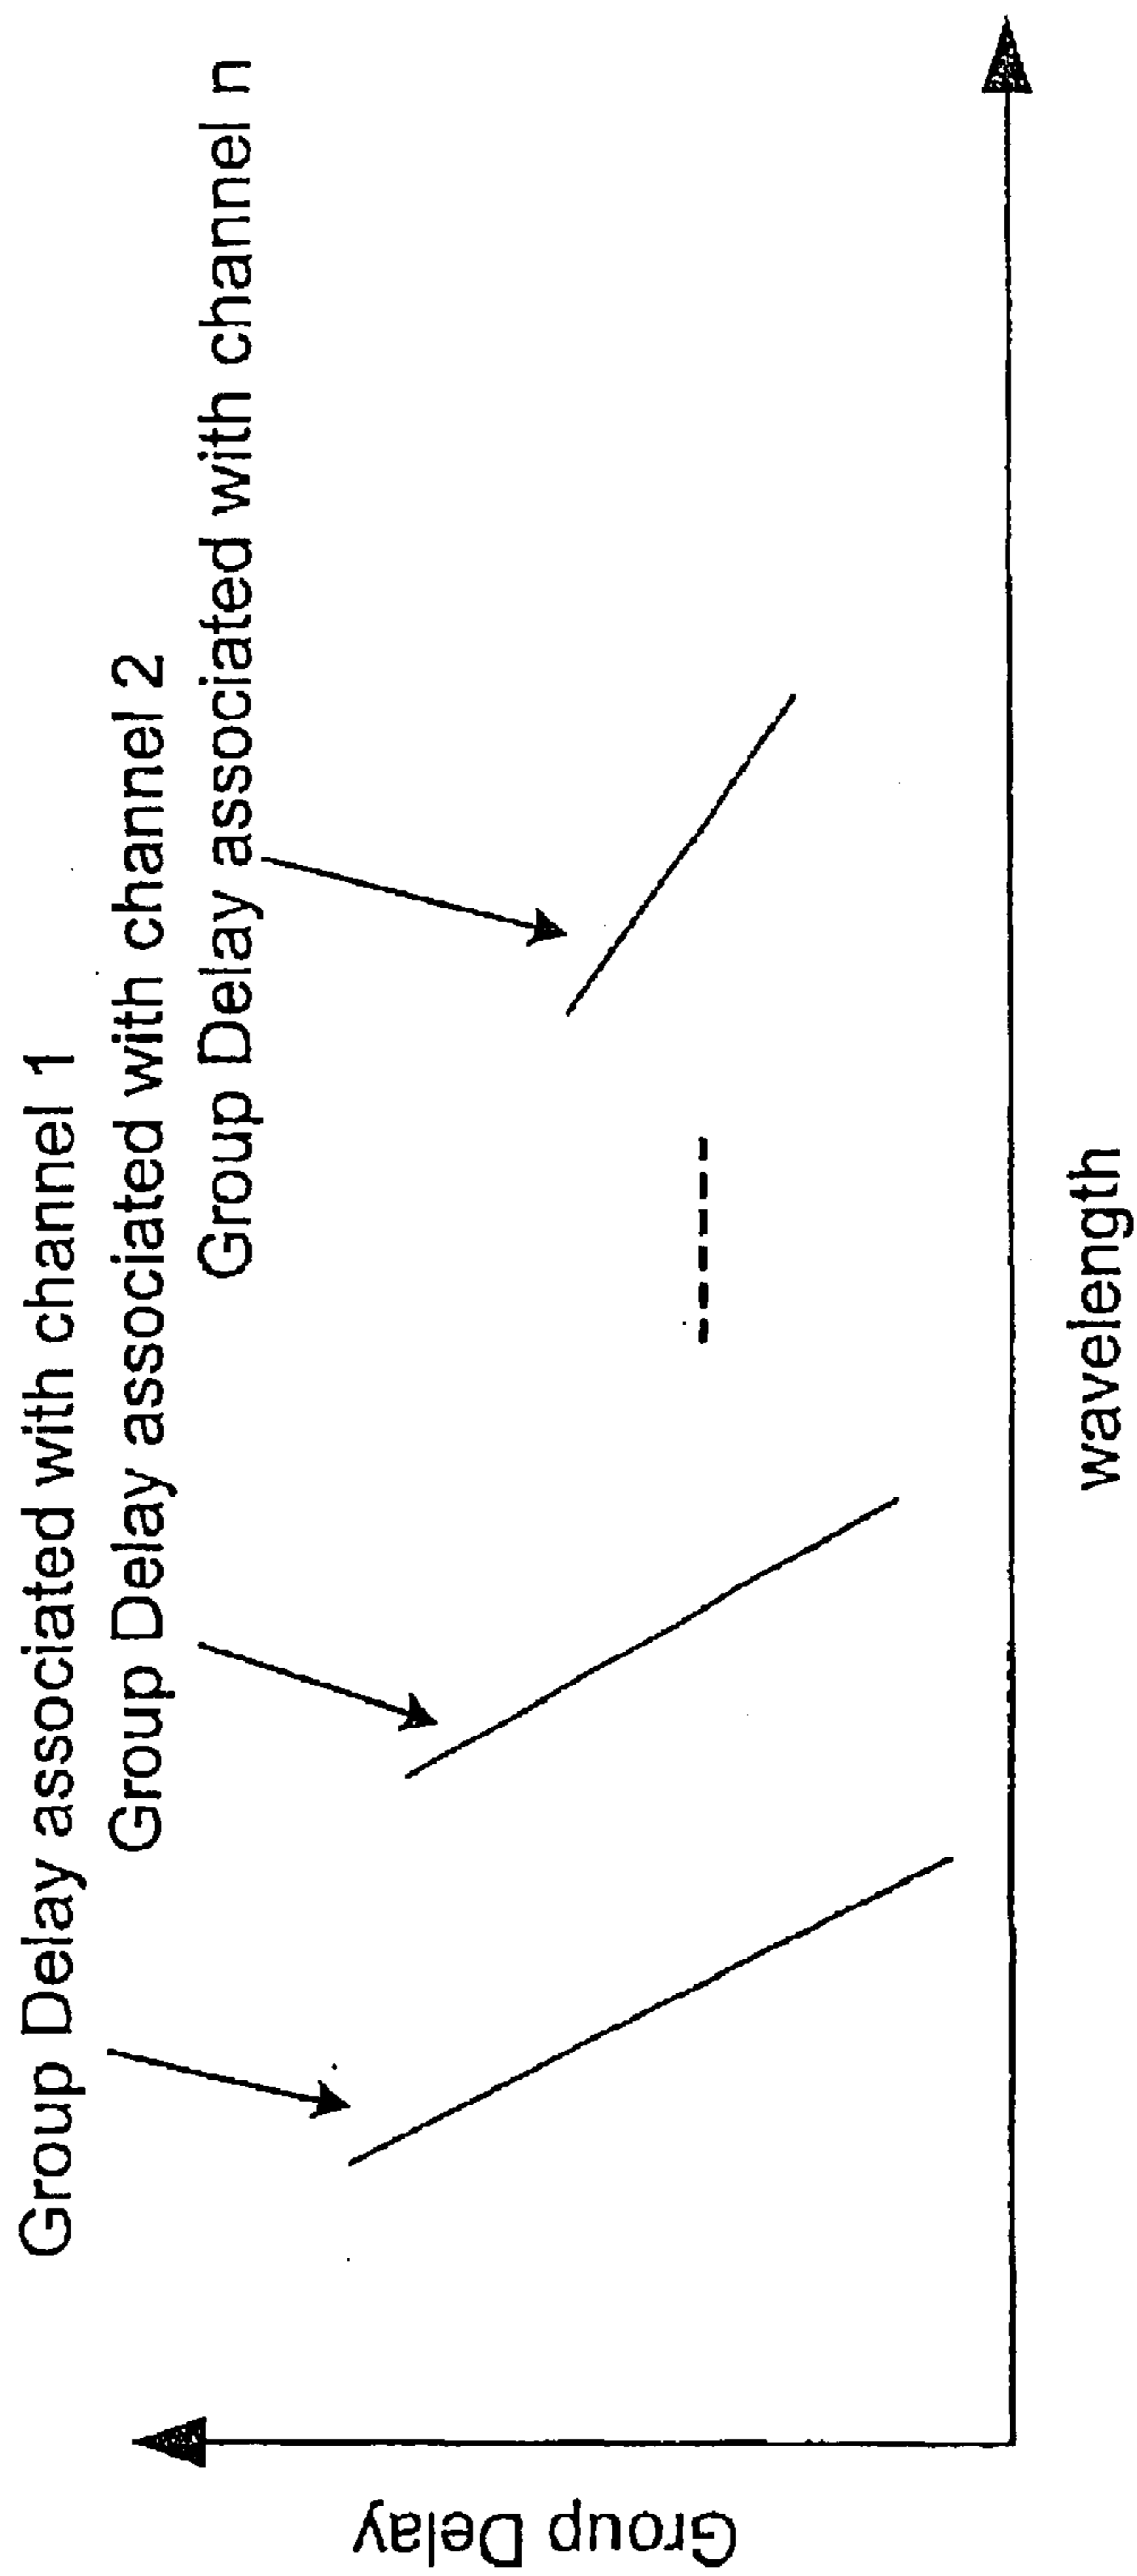 Group Delay associated with channel 1
Group Delay associated with channel 2
Group Delay associated with channel n
Group Delay
wavelength